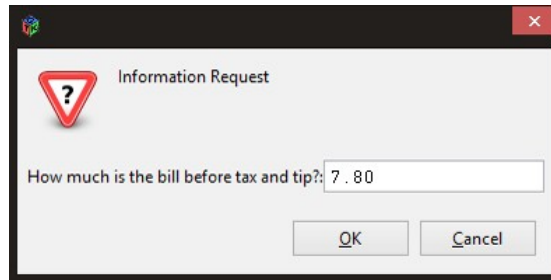 Information Request
?
How much is the bill before tax and tip?: 7.80
OK Cancel